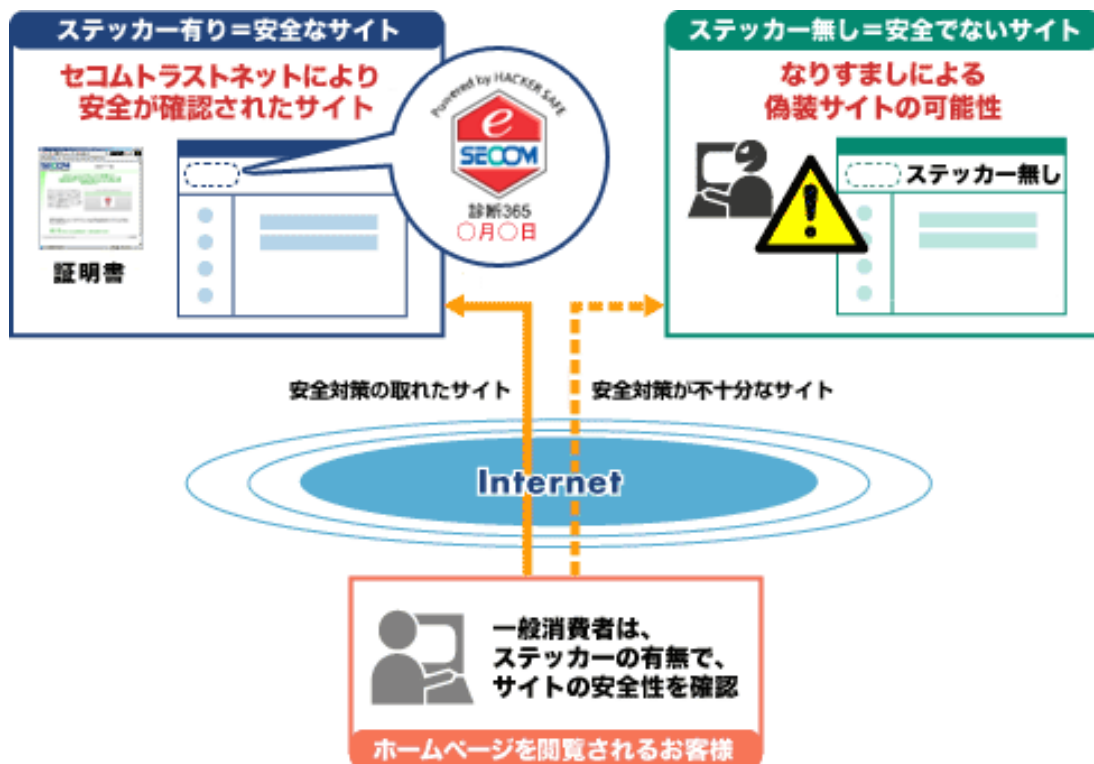 ステッカー有り=安全なサイト
セコムトラストネットにより
安全が確認されたサイト
Powered by HACKER SAFE
e
SECOM
診断365
〇月〇日
SECOM
証明書
ステッカー無し=安全でないサイト
なりすましによる
偽装サイトの可能性
ステッカー無し
安全対策の取れたサイト
安全対策が不十分なサイト
Internet
一般消費者は、
ステッカーの有無で、
サイトの安全性を確認
ホームページを閲覧されるお客様